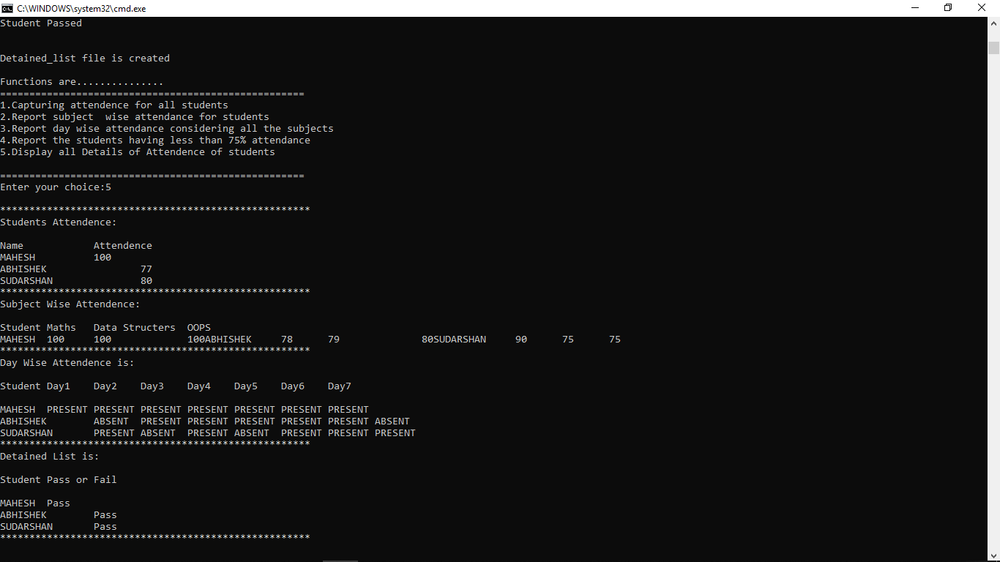 C:\WINDOWS\system32\cmd.exe
Student Passed
Detained_list file is created
Functions are...............
====================================================
1.Capturing attendence for all students
2.Report subject  wise attendance for students
3.Report day wise attendance considering all the subjects
4.Report the students having less than 75% attendance
5.Display all Details of Attendence of students
====================================================
Enter your choice:5
*****************************************************
Students Attendence:
Name            Attendence
MAHESH          100
ABHISHEK                77
SUDARSHAN               80
*****************************************************
Subject Wise Attendence:
Student Maths   Data Structers  OOPS
MAHESH  100     100             100ABHISHEK     78      79              80SUDARSHAN     90      75      75
*****************************************************
Day Wise Attendence is:
Student Day1    Day2    Day3    Day4    Day5    Day6    Day7
MAHESH  PRESENT PRESENT PRESENT PRESENT PRESENT PRESENT PRESENT
ABHISHEK        ABSENT  PRESENT PRESENT PRESENT PRESENT PRESENT ABSENT
SUDARSHAN       PRESENT ABSENT  PRESENT ABSENT  PRESENT PRESENT PRESENT
*****************************************************
Detained List is:
Student Pass or Fail
MAHESH  Pass
ABHISHEK        Pass
SUDARSHAN       Pass
*****************************************************